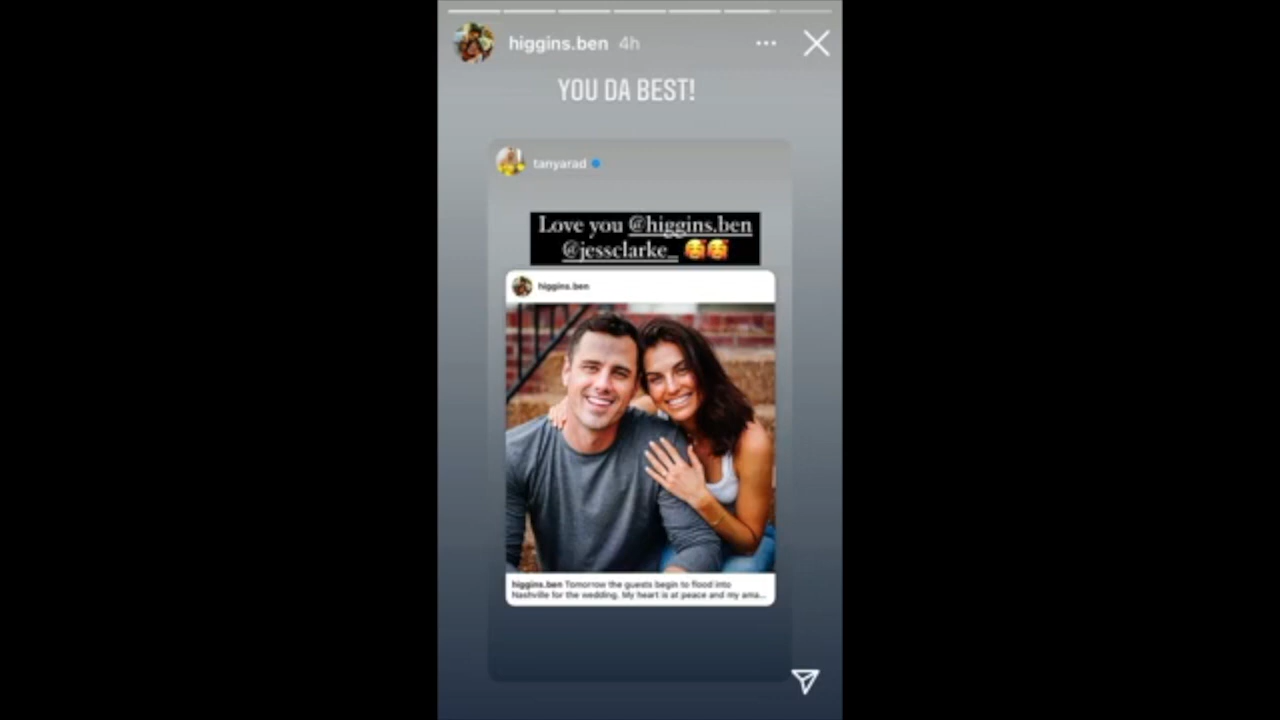 higgins.ben 4h
YOU DA BEST!
tanyarad
Love you @higgins.ben
@jessclarke_ 🥰🥰
higgins.ben
higgins.ben Tomorrow the guests begin to flood into
Nashville for the wedding. My heart is at peace and my ama...